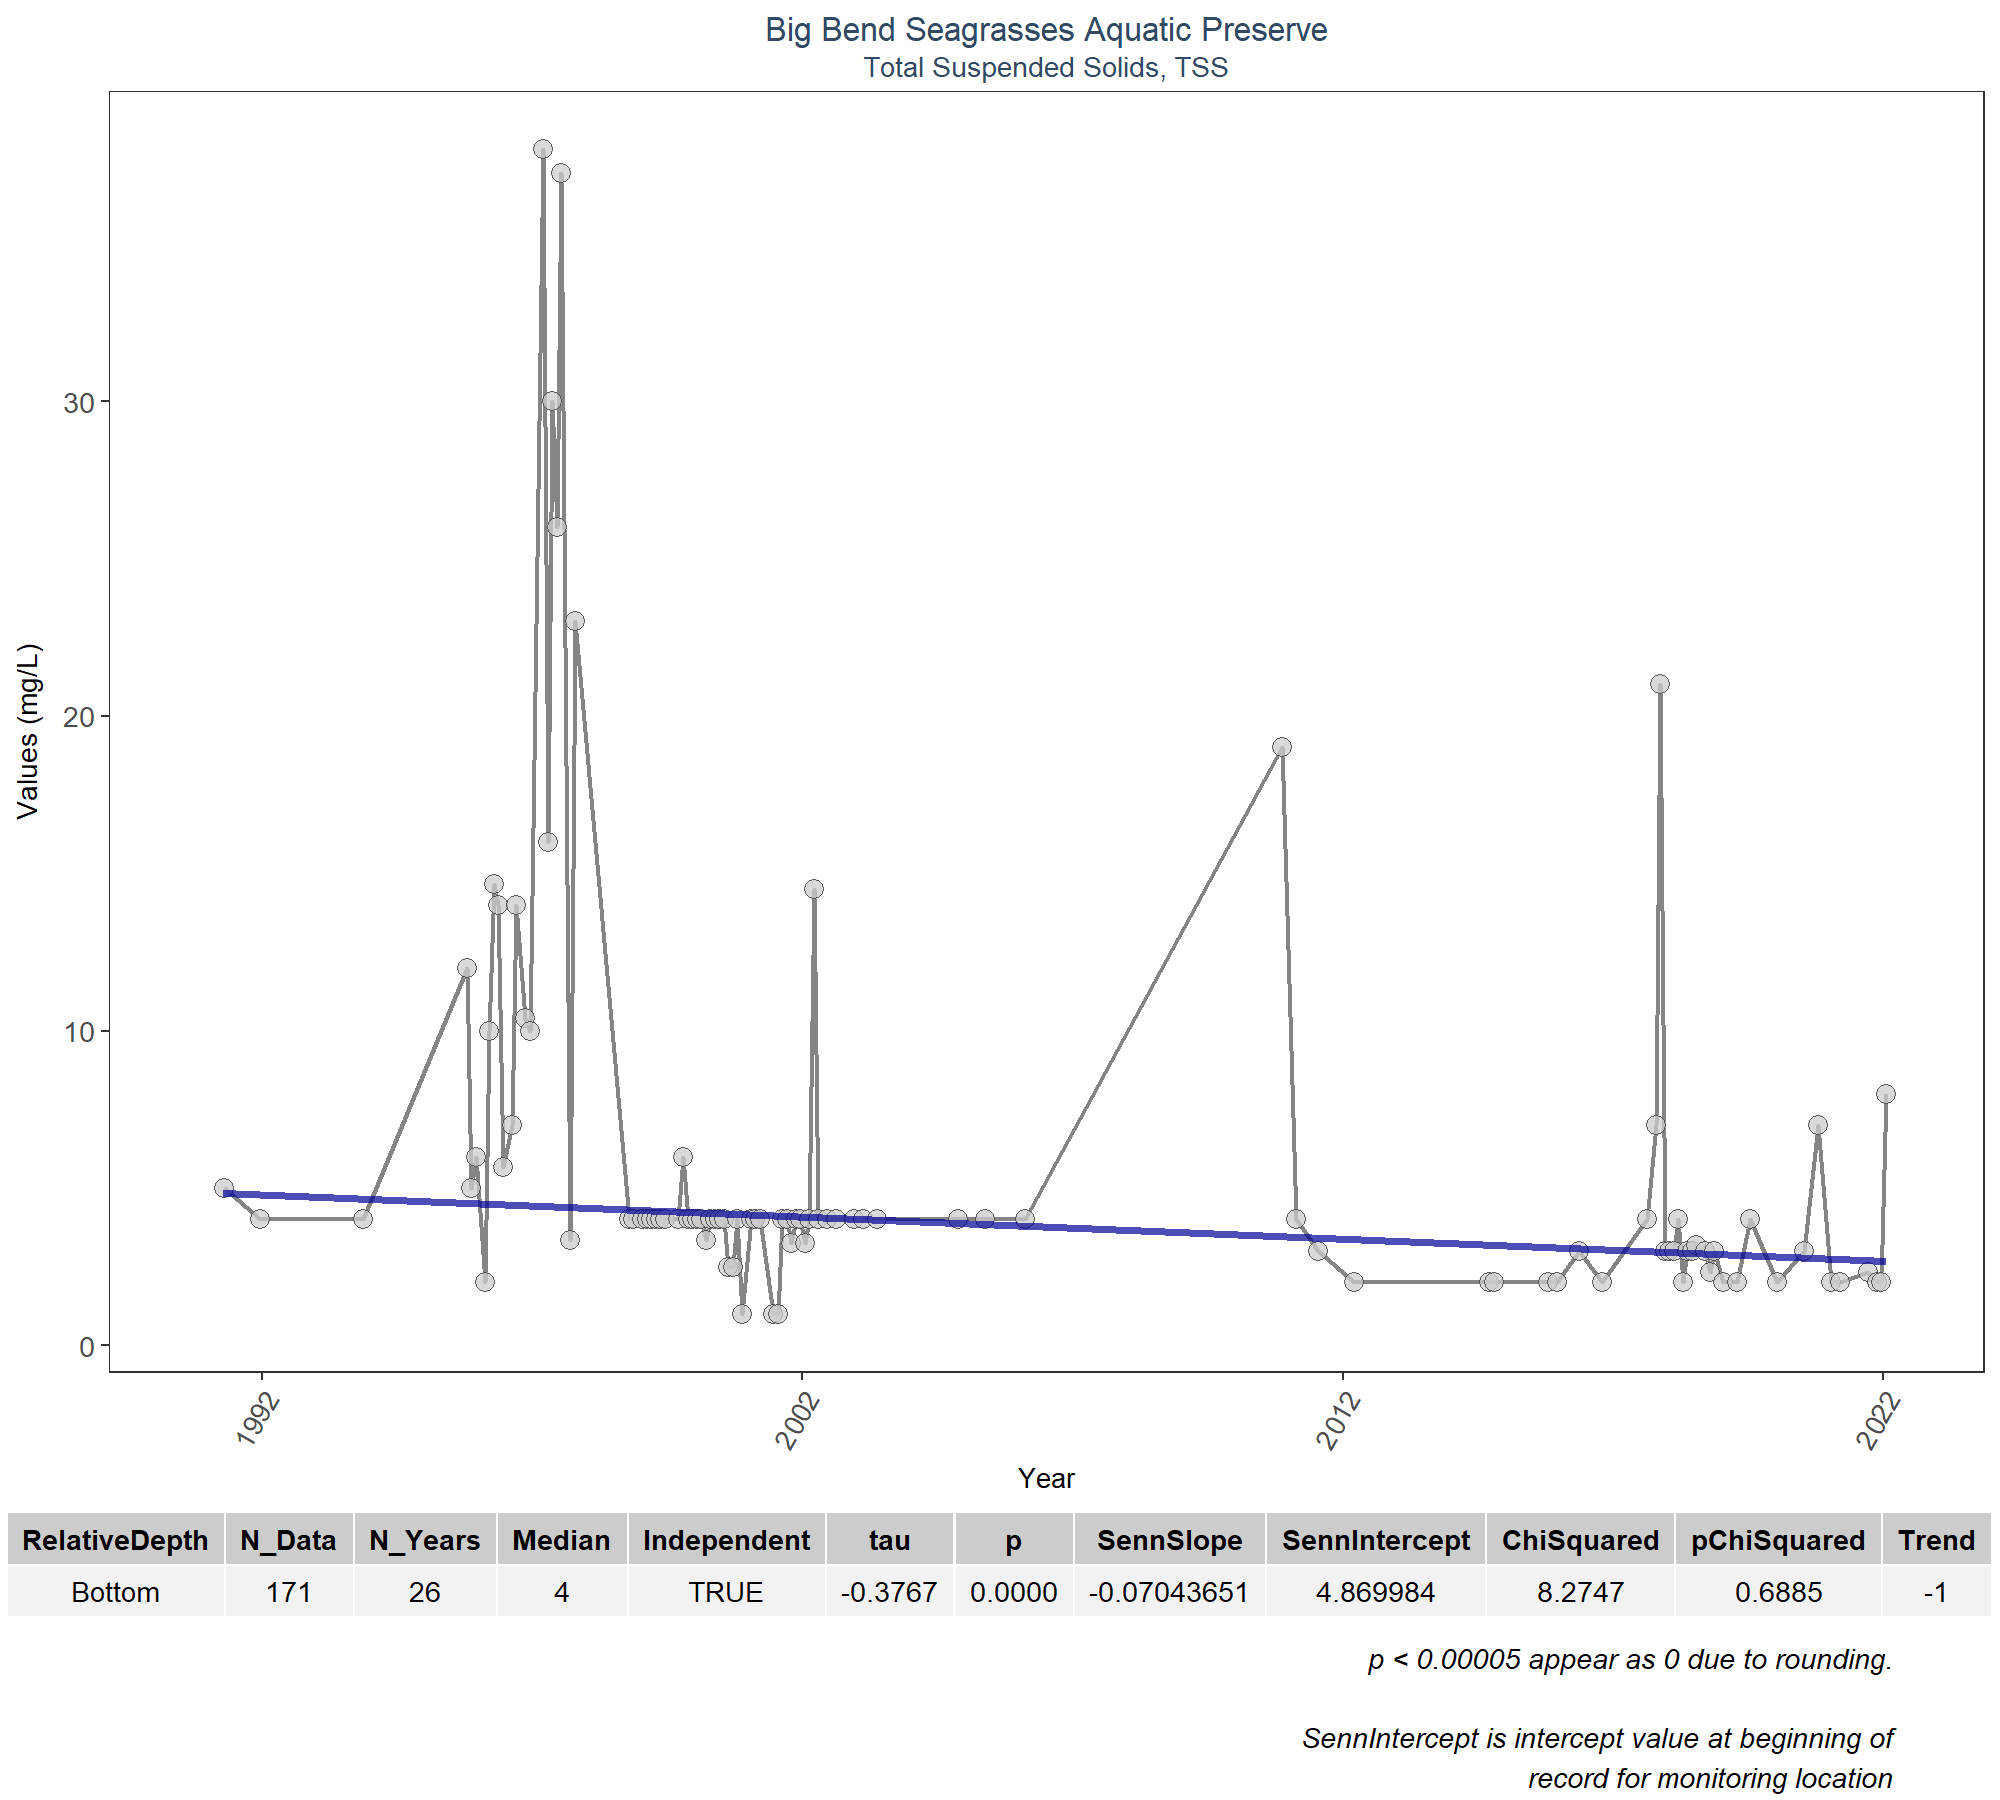 Big Bend Seagrasses Aquatic Preserve
Total Suspended Solids, TSS
Values (mg/L)
30
20
10
0
1992
2002
2012
2022
Year
RelativeDepth N_Data N_Years Median Independent tau p SennSlope SennIntercept ChiSquared pChiSquared Trend
Bottom 171 26 4 TRUE -0.3767 0.0000 -0.07043651 4.869984 8.2747 0.6885 -1
p < 0.00005 appear as 0 due to rounding.
SennIntercept is intercept value at beginning of
record for monitoring location